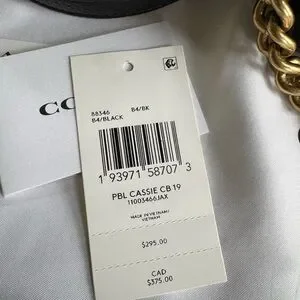 CO
88346 B4/BK
B4/BLACK
1 93971 58707 3
PBL CASSIE CB 19
11003466JAX
MADE IN VIETNAM/
VIETNAM
$295.00
CAD
$375.00